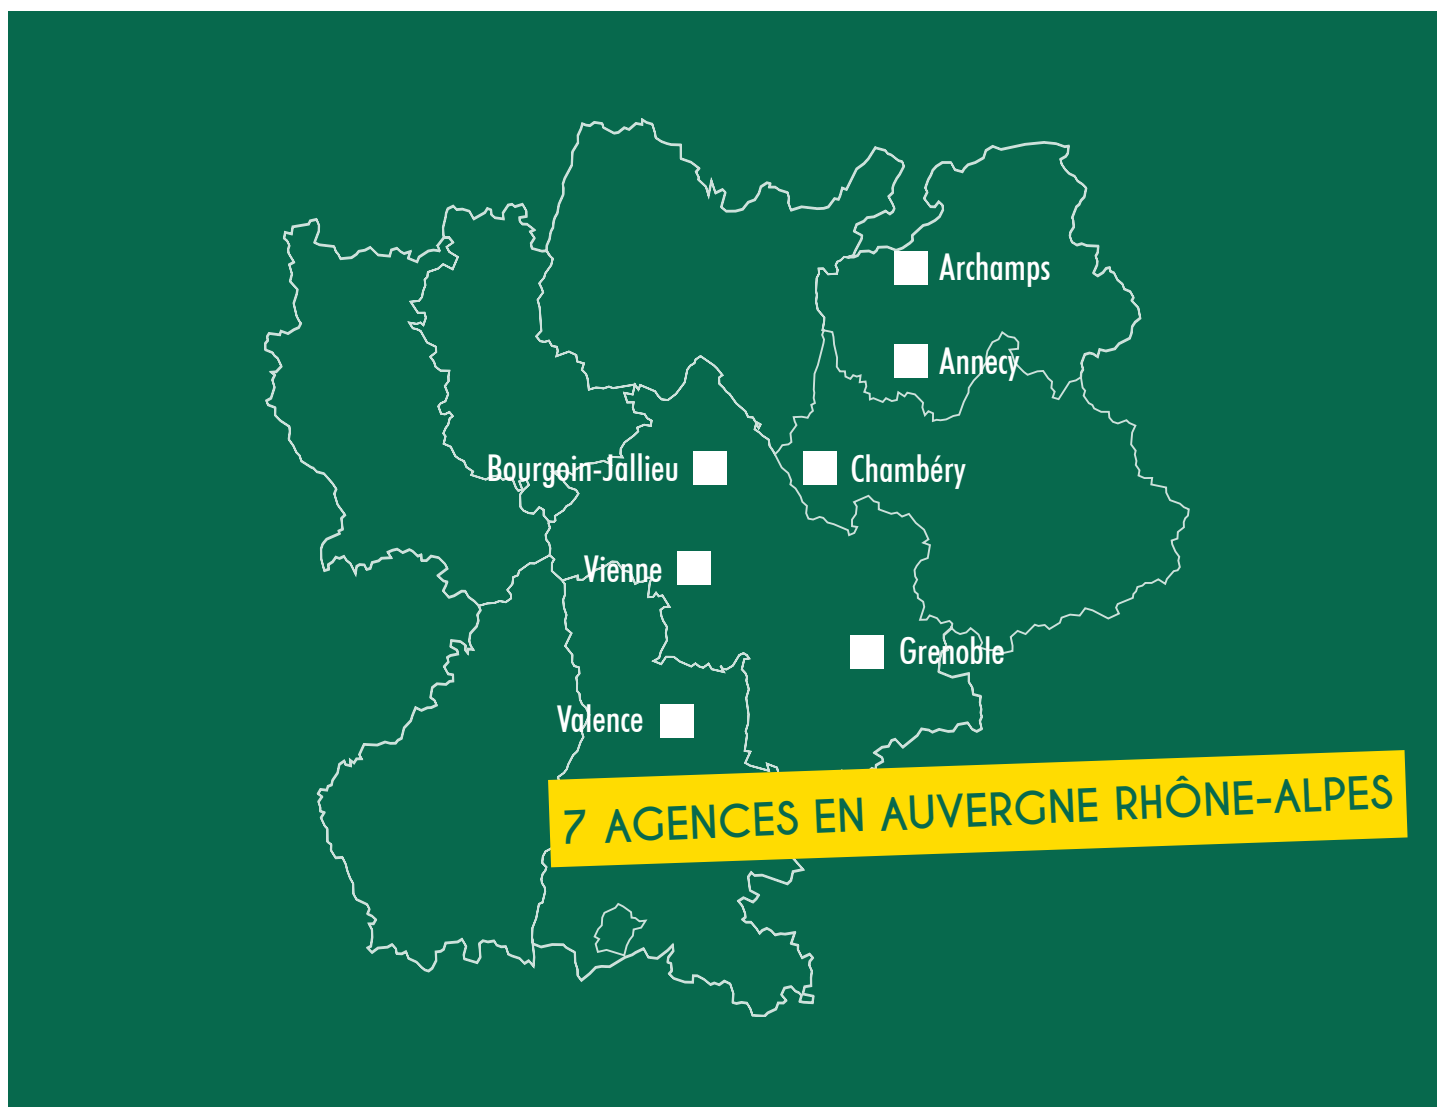 Archamps
Annecy
Bourgoin-Jallieu
Chambéry
Vienne
Grenoble
Valence
7 AGENCES EN AUVERGNE RHÔNE-ALPES